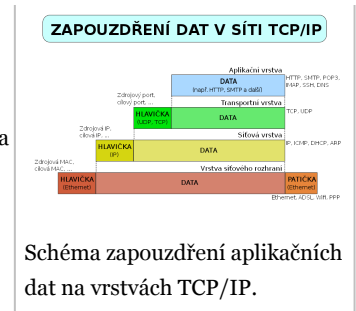 ZAPOUZDŘENÍ DAT V SÍTI TCP/IP
Aplikační vrstva
DATA
(např. HTTP, SMTP a další)
HTTP, SMTP, POP3,
IMAP, SSH, DNS
Zdrojový port,
cílový port, ...
Transportní vrstva
HLAVIČKA
(UDP, TCP)
DATA
TCP, UDP
Zdrojová IP,
cílová IP, ...
Síťová vrstva
HLAVIČKA
(IP)
DATA
IP, ICMP, DHCP, ARP
a
Zdrojová MAC,
cílová MAC, ...
Vrstva síťového rozhraní
HLAVIČKA
(Ethernet)
DATA
PATIČKA
(Ethernet)
Ethernet, ADSL, Wifi, PPP
Schéma zapouzdření aplikačních
dat na vrstvách TCP/IP.